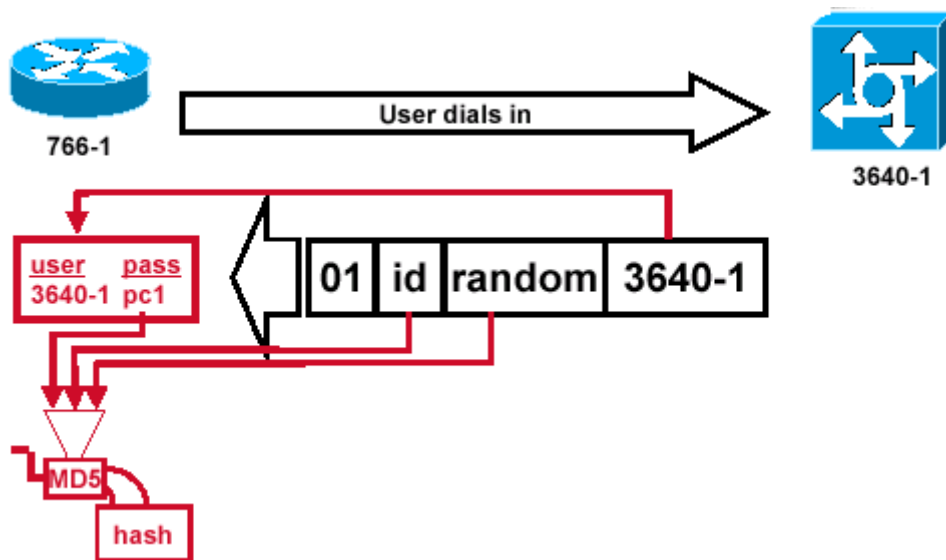 User dials in
766-1
3640-1
user pass
3640-1 pc1
01 id random 3640-1
MD5
hash